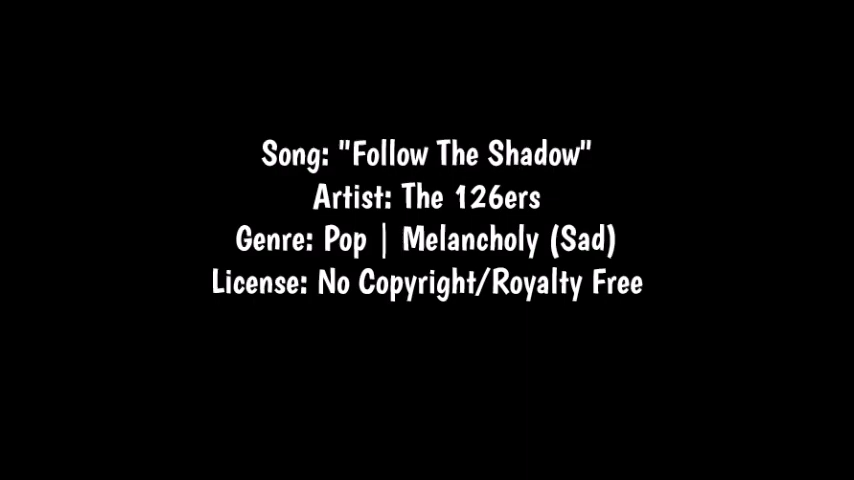 Song: "Follow The Shadow"
Artist: The 126ers
Genre: Pop | Melancholy (Sad)
License: No Copyright/Royalty Free